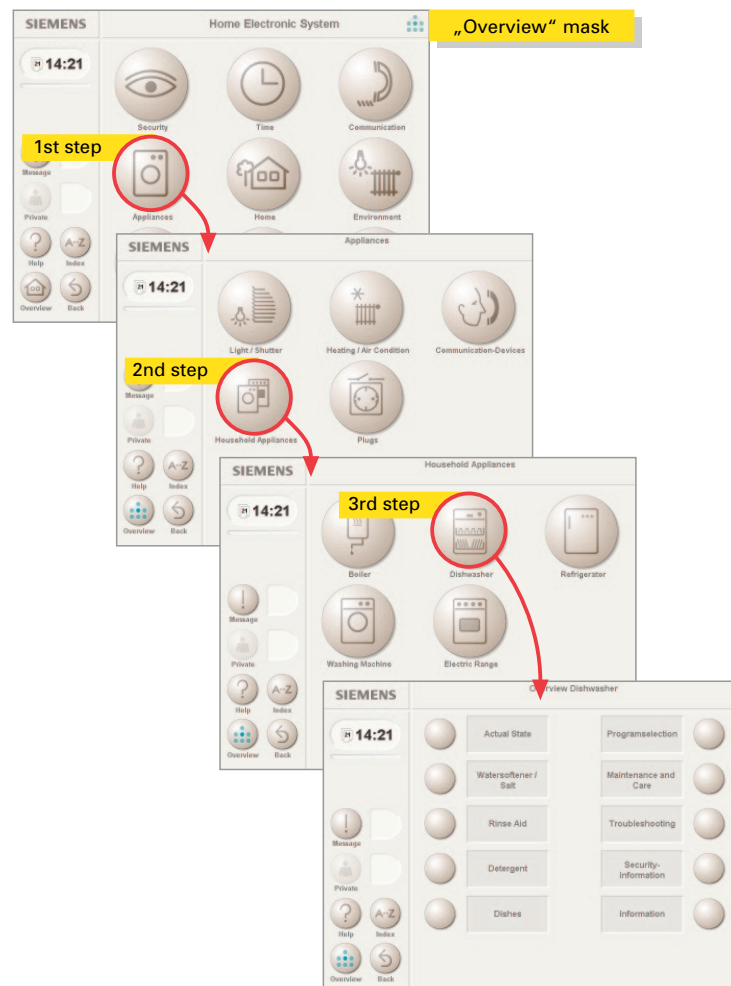 SIEMENS
Home Electronic System
„Overview“ mask
14:21
Security
Time
Communication
1st step
Message
Appliances
Home
Environment
Private
Help
Index
A-Z
Overview
Back
SIEMENS
Appliances
14:21
Light / Shutter
Heating / Air Condition
Communication-Devices
2nd step
Message
Private
Household Appliances
Plugs
?
A-Z
Help
Index
Overview
Back
SIEMENS
Household Appliances
14:21
3rd step
Boiler
Dishwasher
Refrigerator
!
Message
Private
Washing Machine
Electric Range
?
A-Z
Help
Index
Overview
Back
SIEMENS
Overview Dishwasher
14:21
Actual State
Programselection
Watersoftener /
Salt
Maintenance and
Care
Rinse Aid
Troubleshooting
!
Message
Detergent
Security-
Information
Private
Dishes
Information
?
A-Z
Help
Index
Overview
Back